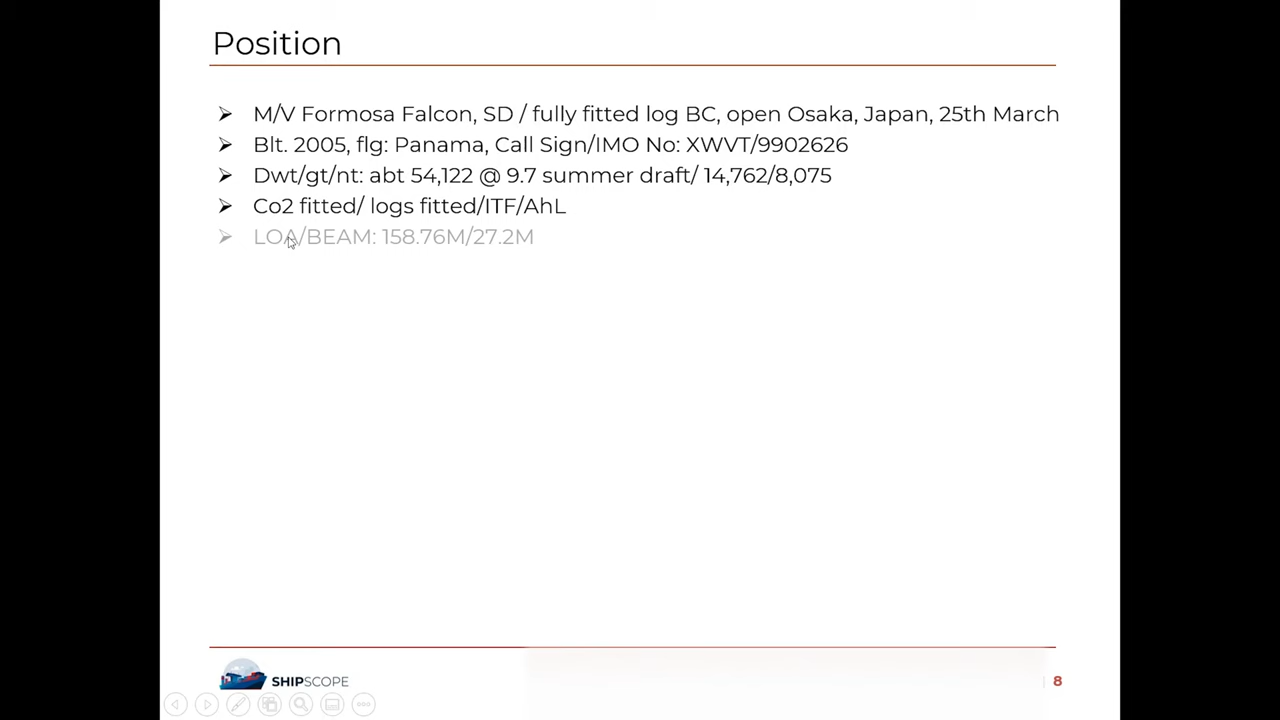 Position
M/V Formosa Falcon, SD / fully fitted log BC, open Osaka, Japan, 25th March
Blt. 2005, flg: Panama, Call Sign/IMO No: XWVT/9902626
Dwt/gt/nt: abt 54,122 @ 9.7 summer draft/ 14,762/8,075
Co2 fitted/ logs fitted/ITF/AhL
LOA/BEAM: 158.76M/27.2M
SHIPSCOPE
8